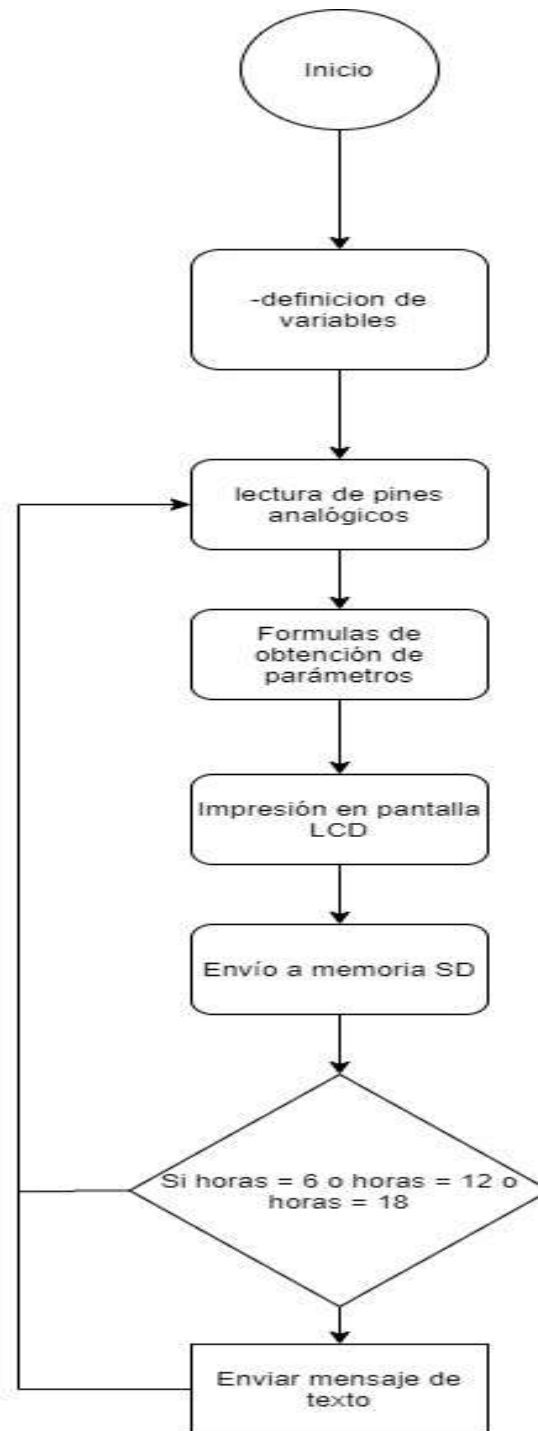 Inicio
-definicion de
variables
lectura de pines
analógicos
Formulas de
obtención de
parámetros
Impresión en pantalla
LCD
Envío a memoria SD
Si horas = 6 o horas = 12 o
horas = 18
Enviar mensaje de
texto